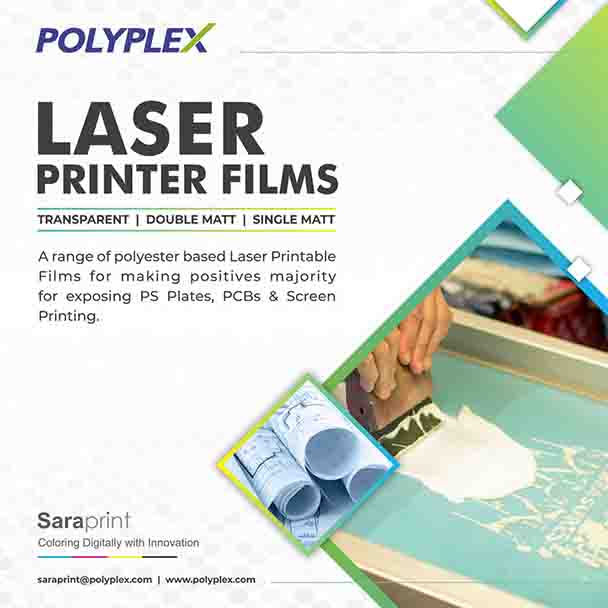 POLYPLEX
LASER
PRINTER FILMS
TRANSPARENT | DOUBLE MATT | SINGLE MATT
A range of polyester based Laser Printable
Films for making positives majority
for exposing PS Plates, PCBs & Screen
Printing.
Saraprint
Coloring Digitally with Innovation
saraprint@polyplex.com | www.polyplex.com